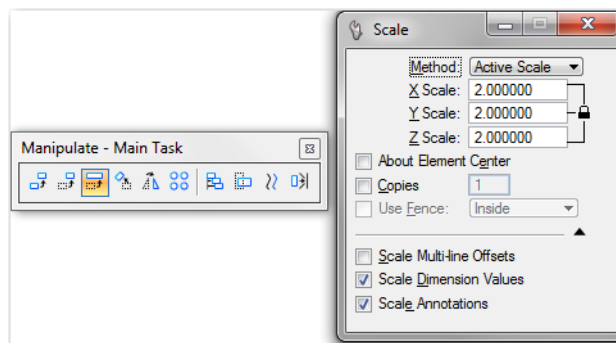 Scale
Method: Active Scale
X Scale: 2.000000
Y Scale: 2.000000
Z Scale: 2.000000
Manipulate - Main Task
About Element Center
Copies 1
Use Fence: Inside
Scale Multi-line Offsets
Scale Dimension Values
Scale Annotations